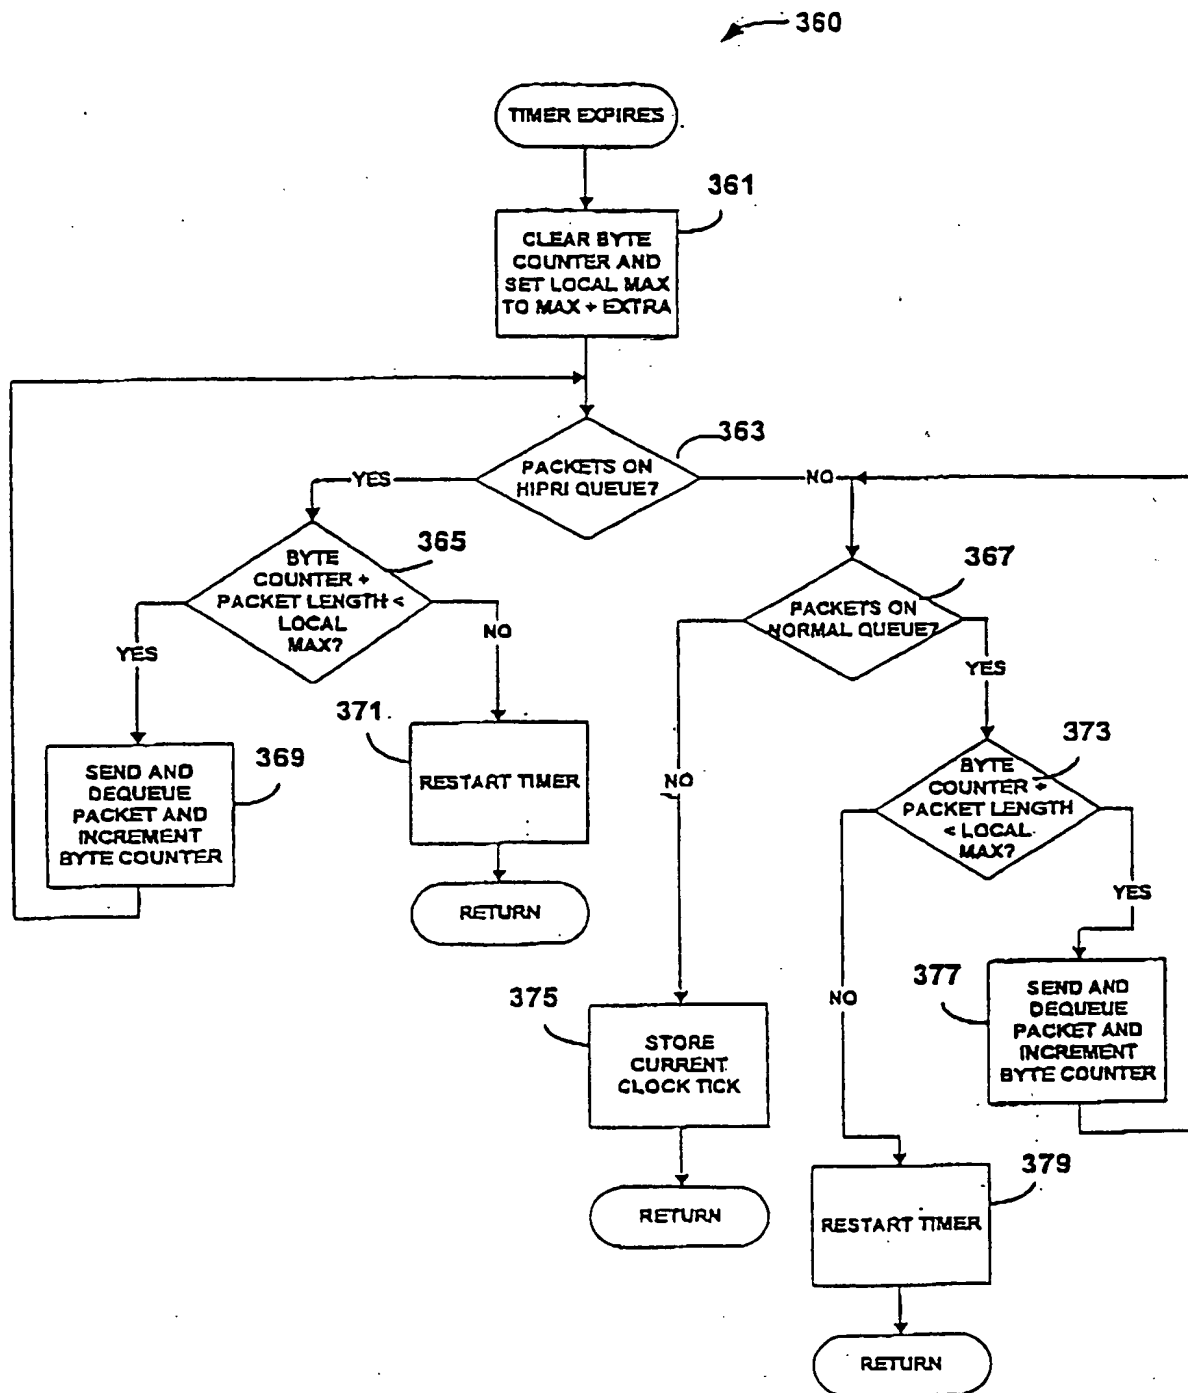 360
TIMER EXPIRES
361
CLEAR BYTE
COUNTER AND
SET LOCAL MAX
TO MAX + EXTRA
363
PACKETS ON
HIPRI QUEUE?
YES
NO
365
BYTE
COUNTER +
PACKET LENGTH <
LOCAL
MAX?
367
PACKETS ON
NORMAL QUEUE?
YES
NO
NO
YES
371
RESTART TIMER
369
SEND AND
DEQUEUE
PACKET AND
INCREMENT
BYTE COUNTER
373
BYTE
COUNTER +
PACKET LENGTH
< LOCAL
MAX?
RETURN
YES
NO
375
STORE
CURRENT
CLOCK TICK
377
SEND AND
DEQUEUE
PACKET AND
INCREMENT
BYTE COUNTER
RETURN
379
RESTART TIMER
RETURN